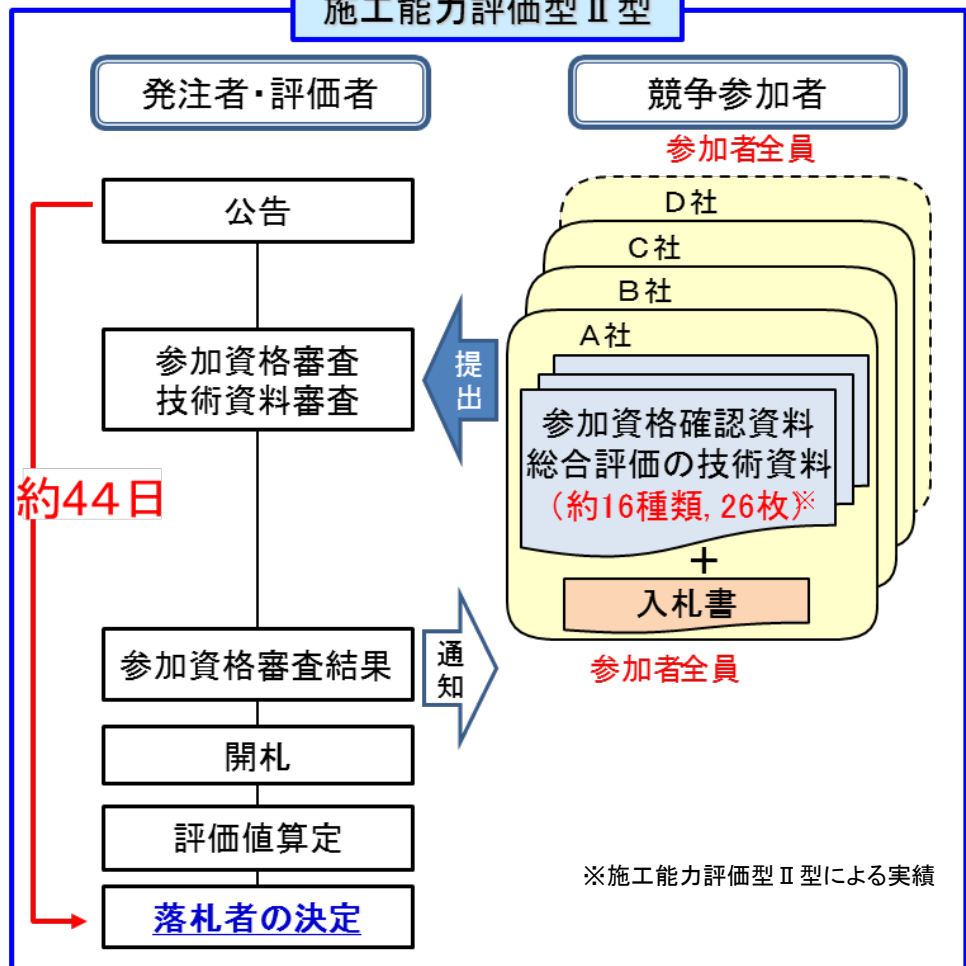 施工能力評価型Ⅱ型
発注者・評価者
競争参加者
参加者全員
公告
D社
C社
B社
A社
参加資格審査
技術資料審査
提出
参加資格確認資料
総合評価の技術資料
(約16種類, 26枚)※
+
入札書
約44日
参加資格審査結果
通知
参加者全員
開札
評価値算定
※施工能力評価型Ⅱ型による実績
落札者の決定